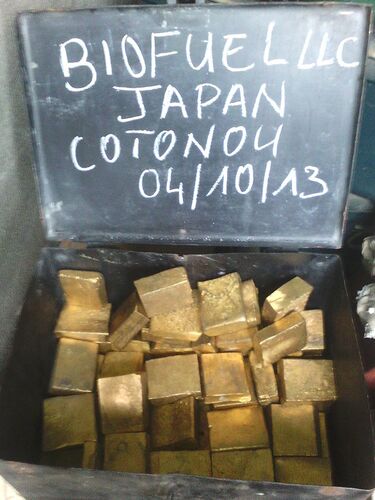 BIOFUEL LLC
JAPAN
COTONOU
04/10/13